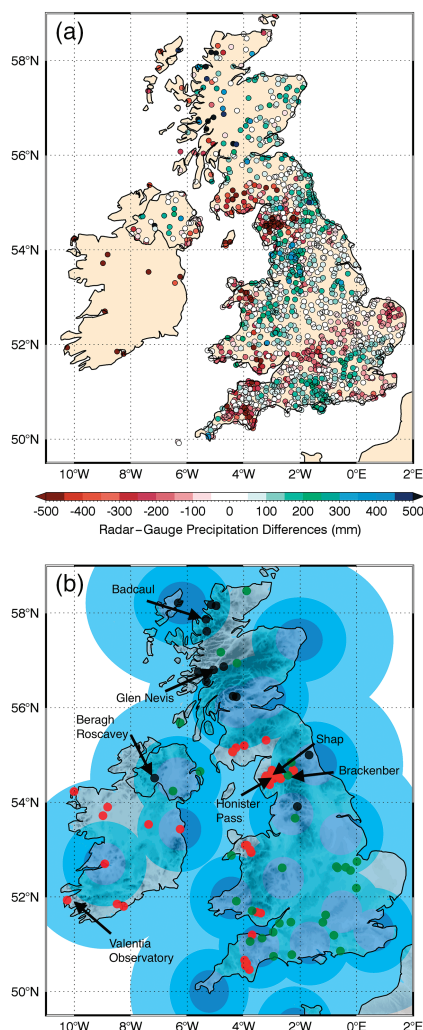 (a)
58°N
56°N
54°N
52°N
50°N
10°W 8°W 6°W 4°W 2°W 0°E 2°E
-500 -400 -300 -200 -100 0 100 200 300 400 500
Radar-Gauge Precipitation Differences (mm)
(b)
Badcaul
58°N
Glen Nevis
56°N
Beragh
Roscavey
Shap
Brackenber
54°N
Honister
Pass
52°N
Valentia
Observatory
50°N
10°W 8°W 6°W 4°W 2°W 0°E 2°E